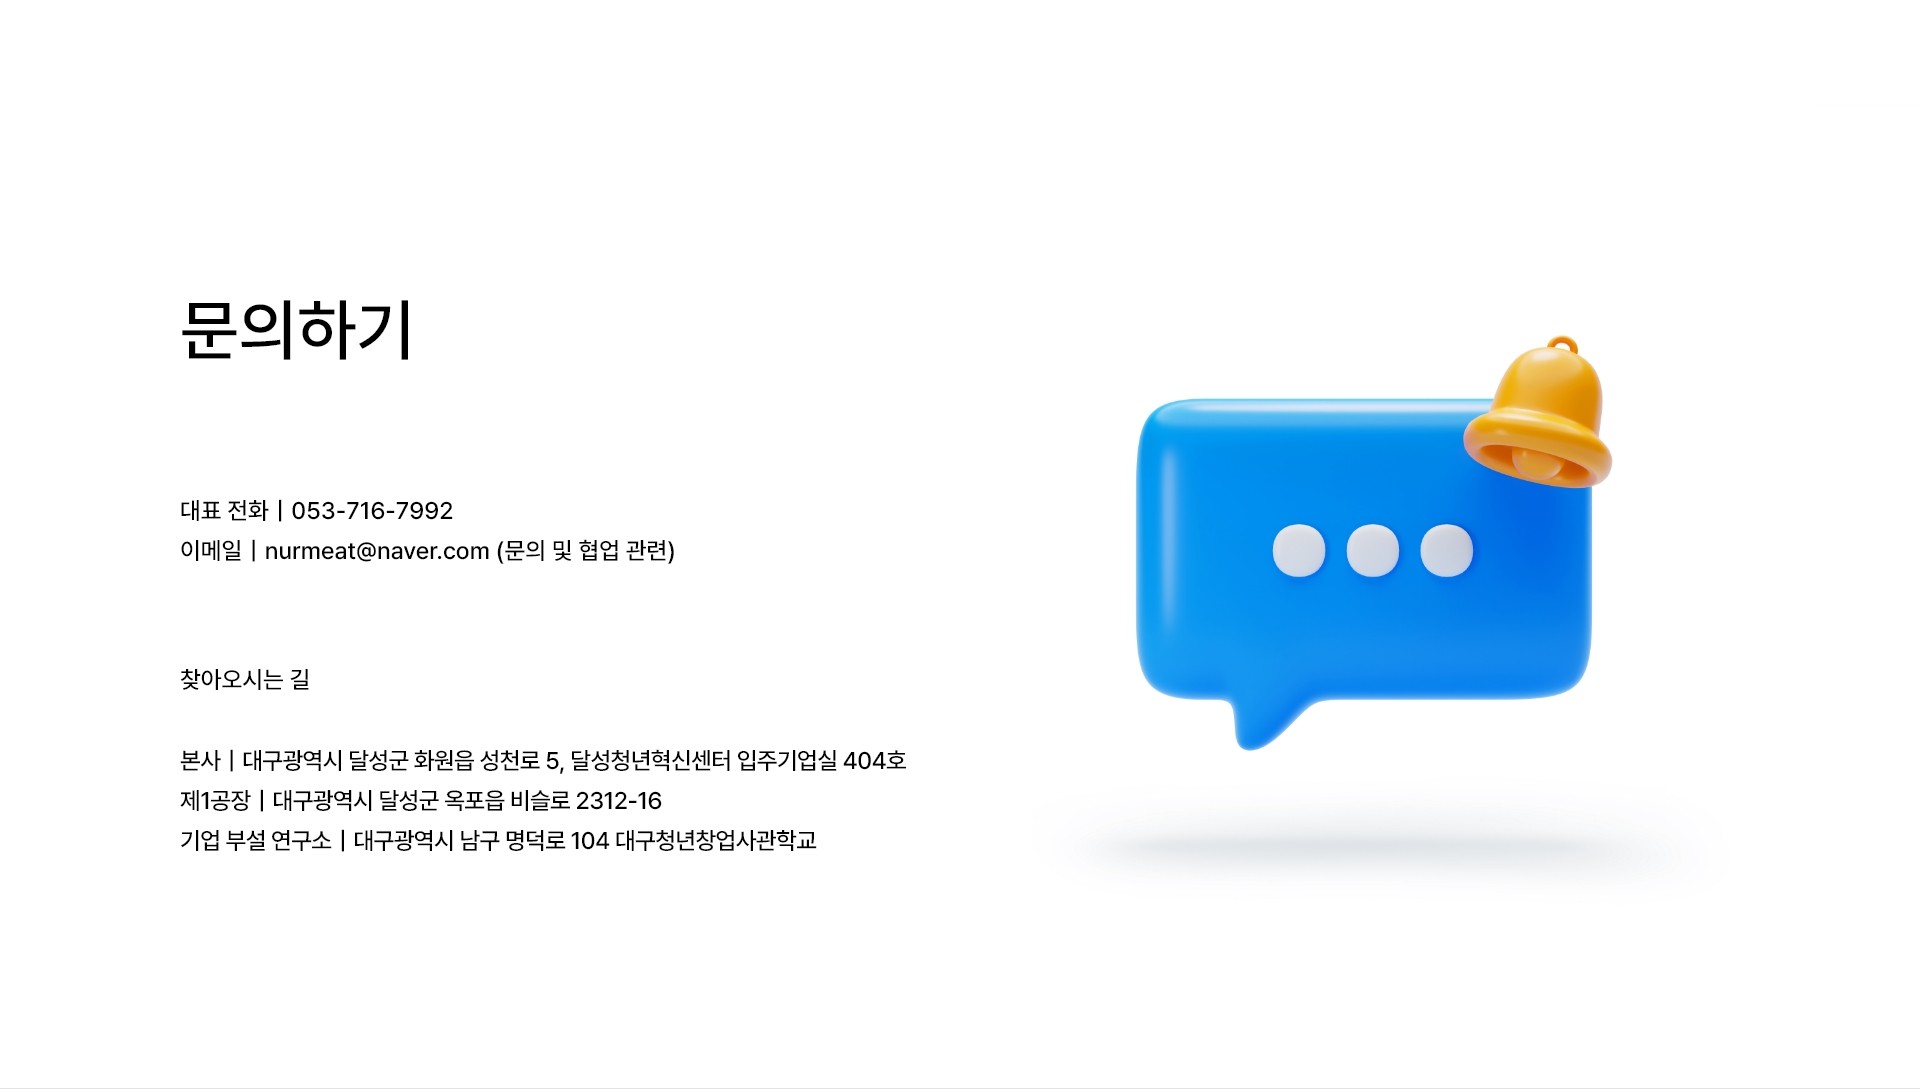 문의하기
대표 전화 | 053-716-7992
이메일 | nurmeat@naver.com (문의 및 협업 관련)
찾아오시는 길
본사 | 대구광역시 달성군 화원읍 성천로 5, 달성청년혁신센터 입주기업실 404호
제1공장 | 대구광역시 달성군 옥포읍 비슬로 2312-16
기업 부설 연구소 | 대구광역시 남구 명덕로 104 대구청년창업사관학교